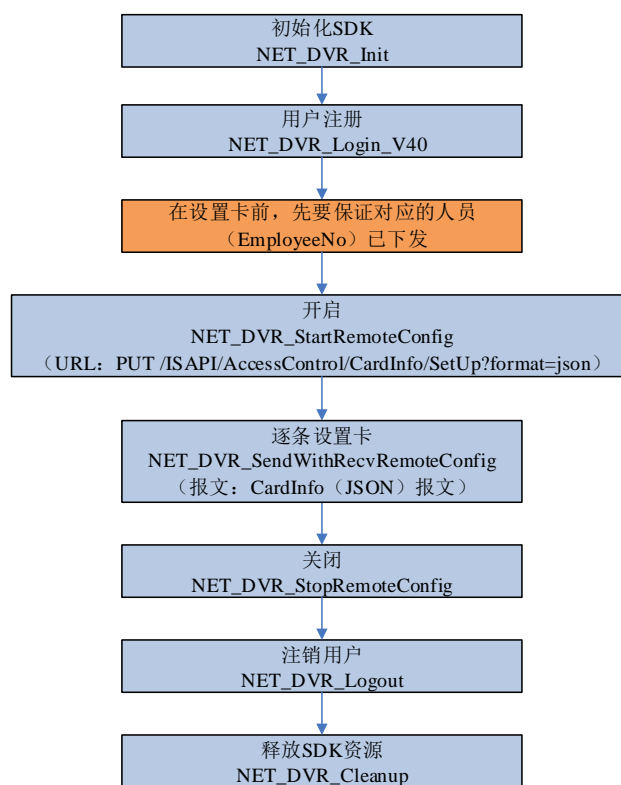 初始化SDK
NET_DVR_Init
用户注册
NET_DVR_Login_V40
在设置卡前，先要保证对应的人员
（EmployeeNo）已下发
开启
NET_DVR_StartRemoteConfig
（URL：PUT /ISAPI/AccessControl/CardInfo/SetUp?format=json）
逐条设置卡
NET_DVR_SendWithRecvRemoteConfig
（报文：CardInfo（JSON）报文）
关闭
NET_DVR_StopRemoteConfig
注销用户
NET_DVR_Logout
释放SDK资源
NET_DVR_Cleanup